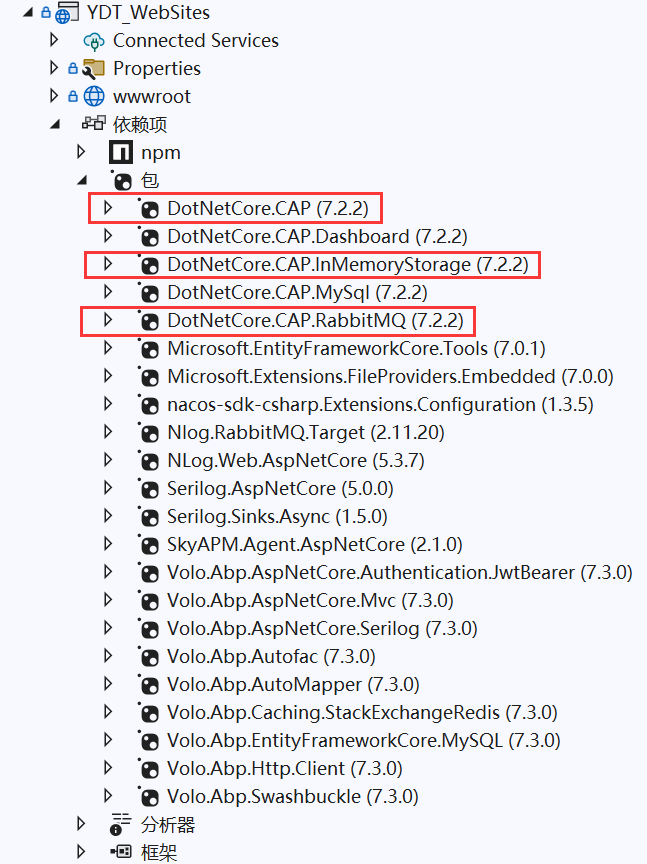 YDT_WebSites
Connected Services
Properties
wwwroot
依赖项
npm
包
DotNetCore.CAP (7.2.2)
DotNetCore.CAP.Dashboard (7.2.2)
DotNetCore.CAP.InMemoryStorage (7.2.2)
DotNetCore.CAP.MySql (7.2.2)
DotNetCore.CAP.RabbitMQ (7.2.2)
Microsoft.EntityFrameworkCore.Tools (7.0.1)
Microsoft.Extensions.FileProviders.Embedded (7.0.0)
nacos-sdk-csharp.Extensions.Configuration (1.3.5)
Nlog.RabbitMQ.Target (2.11.20)
NLog.Web.AspNetCore (5.3.7)
Serilog.AspNetCore (5.0.0)
Serilog.Sinks.Async (1.5.0)
SkyAPM.Agent.AspNetCore (2.1.0)
Volo.Abp.AspNetCore.Authentication.JwtBearer (7.3.0)
Volo.Abp.AspNetCore.Mvc (7.3.0)
Volo.Abp.AspNetCore.Serilog (7.3.0)
Volo.Abp.Autofac (7.3.0)
Volo.Abp.AutoMapper (7.3.0)
Volo.Abp.Caching.StackExchangeRedis (7.3.0)
Volo.Abp.EntityFrameworkCore.MySQL (7.3.0)
Volo.Abp.Http.Client (7.3.0)
Volo.Abp.Swashbuckle (7.3.0)
分析器
框架